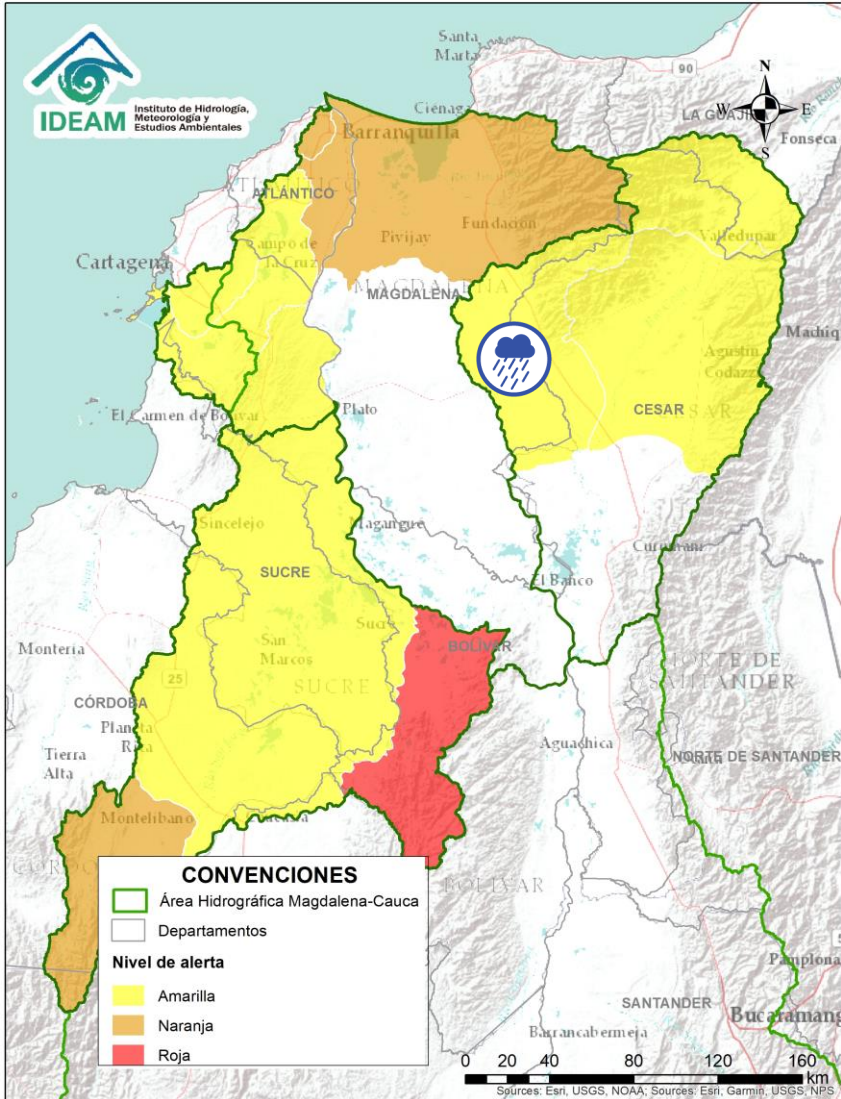 IDEAM
Instituto de Hidrología,
Meteorología y
Estudios Ambientales
Santa
Marta
90
N
W
E
S
Ciénaga
LA GUAJIRA
Fonseca
Barranquilla
ATLÁNTICO
Fundación
Pivijay
Valledupar
Campo de
la Cruz
Cartagena
MAGDALENA
Agustín
Codazzi
El Carmen de Bolívar
Plato
CESAR
Sincelejo
Magangué
Curumaní
SUCRE
El Banco
Sucre
San
Marcos
Montería
BOLÍVAR
NORTE DE
SANTANDER
SUCRE
25
CÓRDOBA
Planeta
Rica
Aguachica
Tierra
Alta
NORTE DE SANTANDER
Montelíbano
CONVENCIONES
Área Hidrográfica Magdalena-Cauca
Departamentos
Nivel de alerta
Amarilla
Naranja
Roja
BOLÍVAR
Pamplona
SANTANDER
Bucaramang
Barrancabermeja
0 20 40 80 120 160
km
Sources: Esri, USGS, NOAA; Sources: Esri, Garmin, USGS, NPS